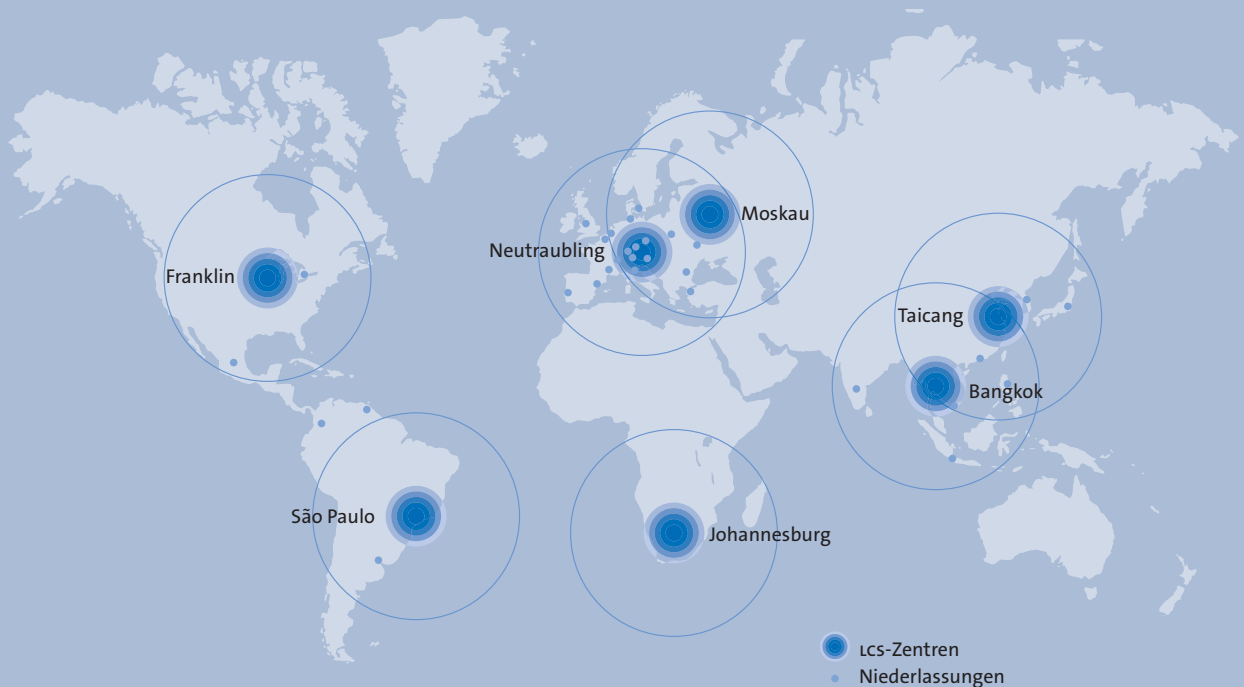 Moskau
Neutraubling
Franklin
Taicang
Bangkok
São Paulo
Johannesburg
LCS-Zentren
Niederlassungen